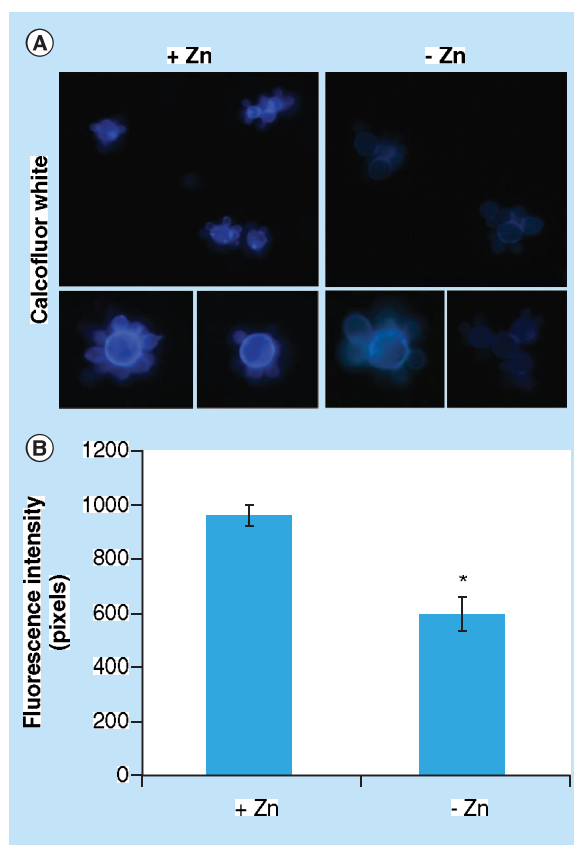 A
+ Zn
- Zn
Calcofluor white
B
Fluorescence intensity
(pixels)
1200
1000
800
600
400
200
0
*
+ Zn
- Zn